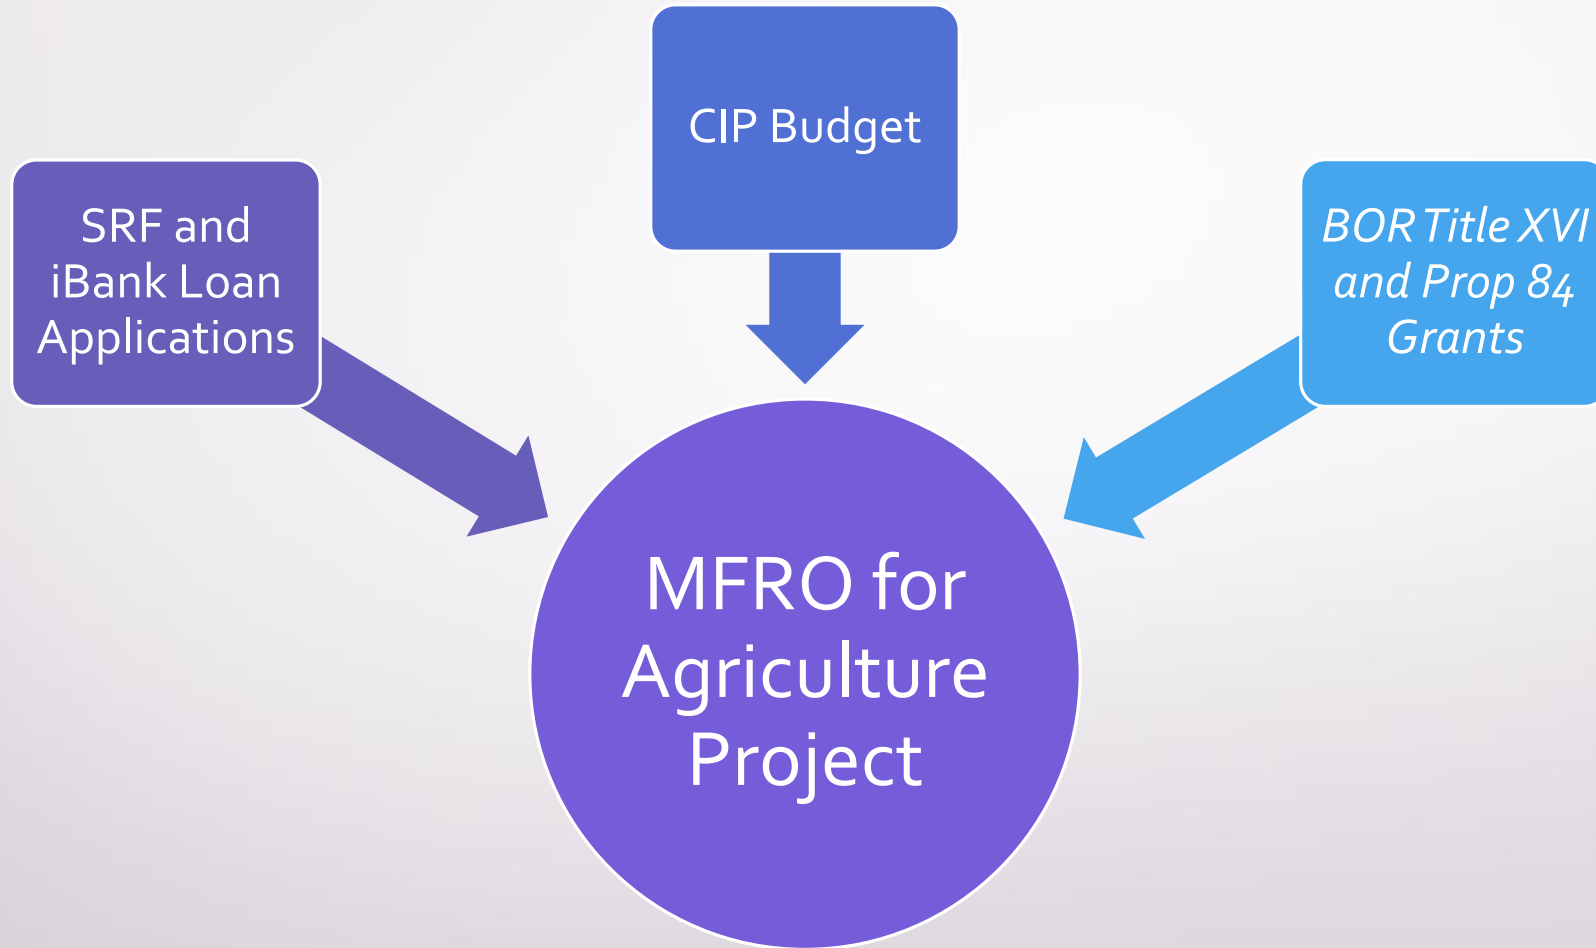 CIP Budget
SRF and
iBank Loan
Applications
BOR Title XVI
and Prop 84
Grants
MFRO for
Agriculture
Project